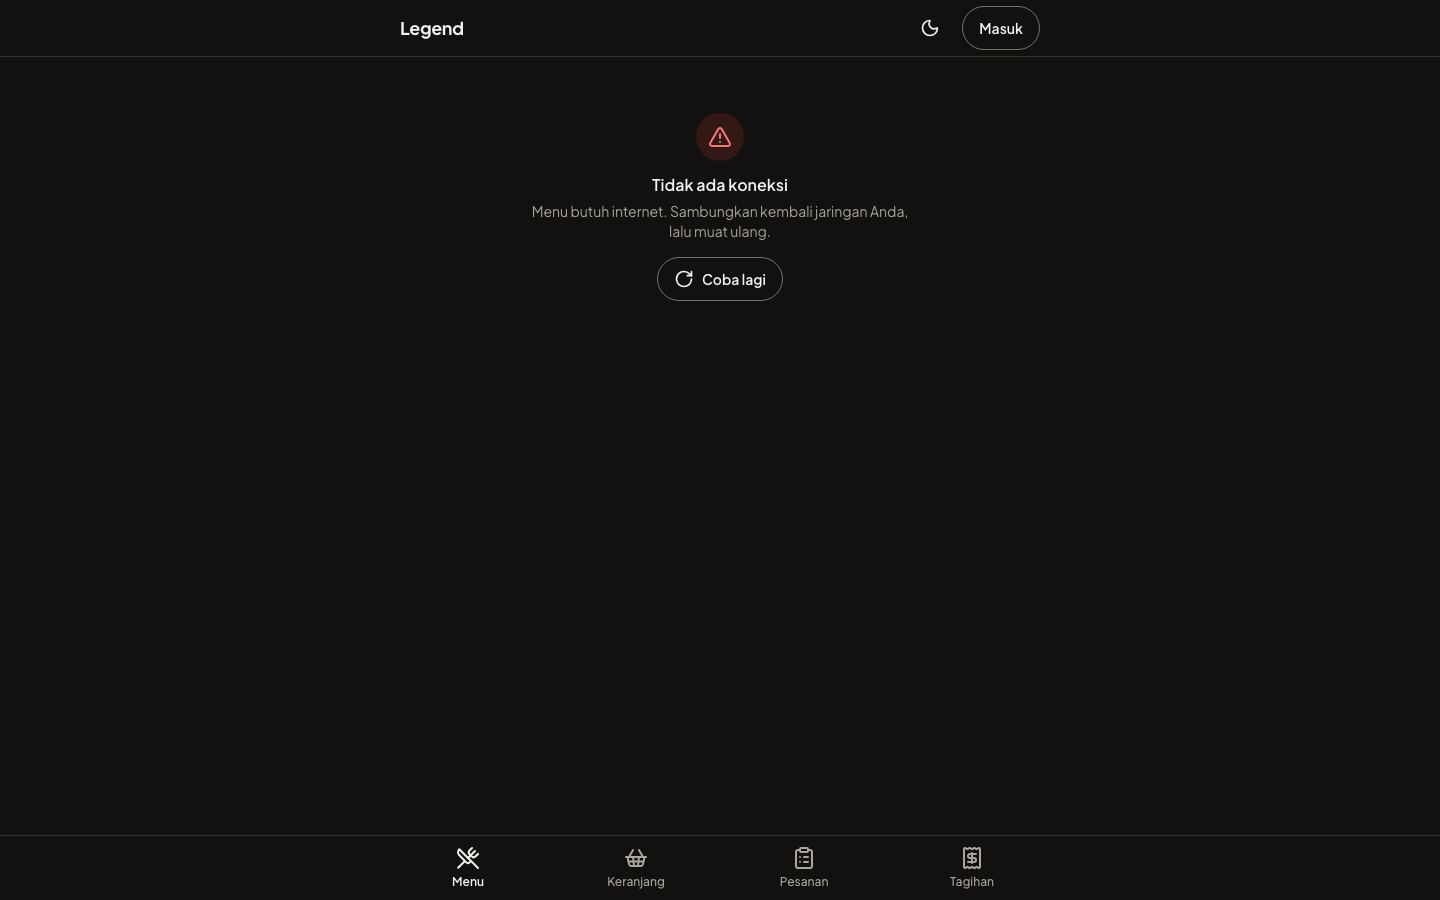 Legend
Masuk
Tidak ada koneksi
Menu butuh internet. Sambungkan kembali jaringan Anda,
lalu muat ulang.
Coba lagi
Menu
Keranjang
Pesanan
Tagihan